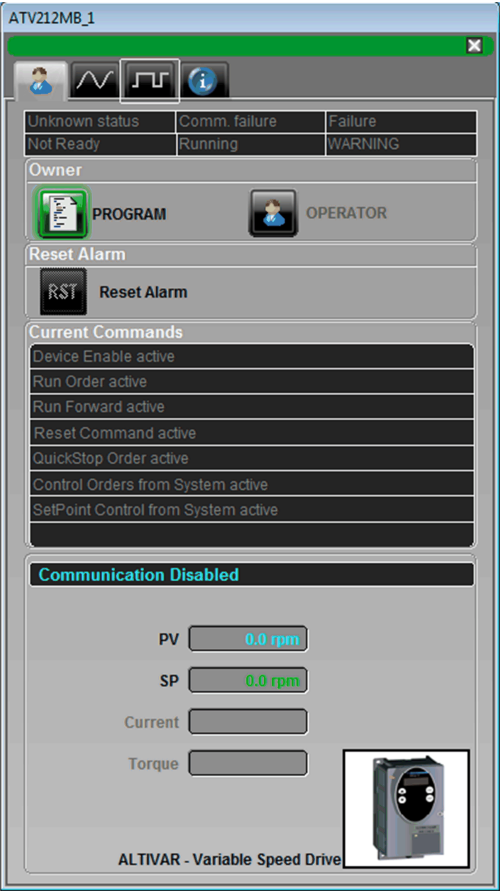 ATV212MB_1
Unknown status Comm. failure Failure
Not Ready Running WARNING
Owner
PROGRAM OPERATOR
Reset Alarm
RST Reset Alarm
Current Commands
Device Enable active
Run Order active
Run Forward active
Reset Command active
QuickStop Order active
Control Orders from System active
SetPoint Control from System active
Communication Disabled
PV 0.0 rpm
SP 0.0 rpm
Current
Torque
ALTIVAR - Variable Speed Drive